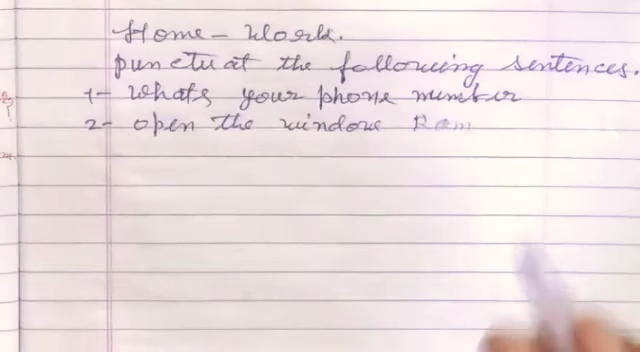 Home - Work.
punctuat the following sentences.
1- whats your phone number
2- open the window Ram